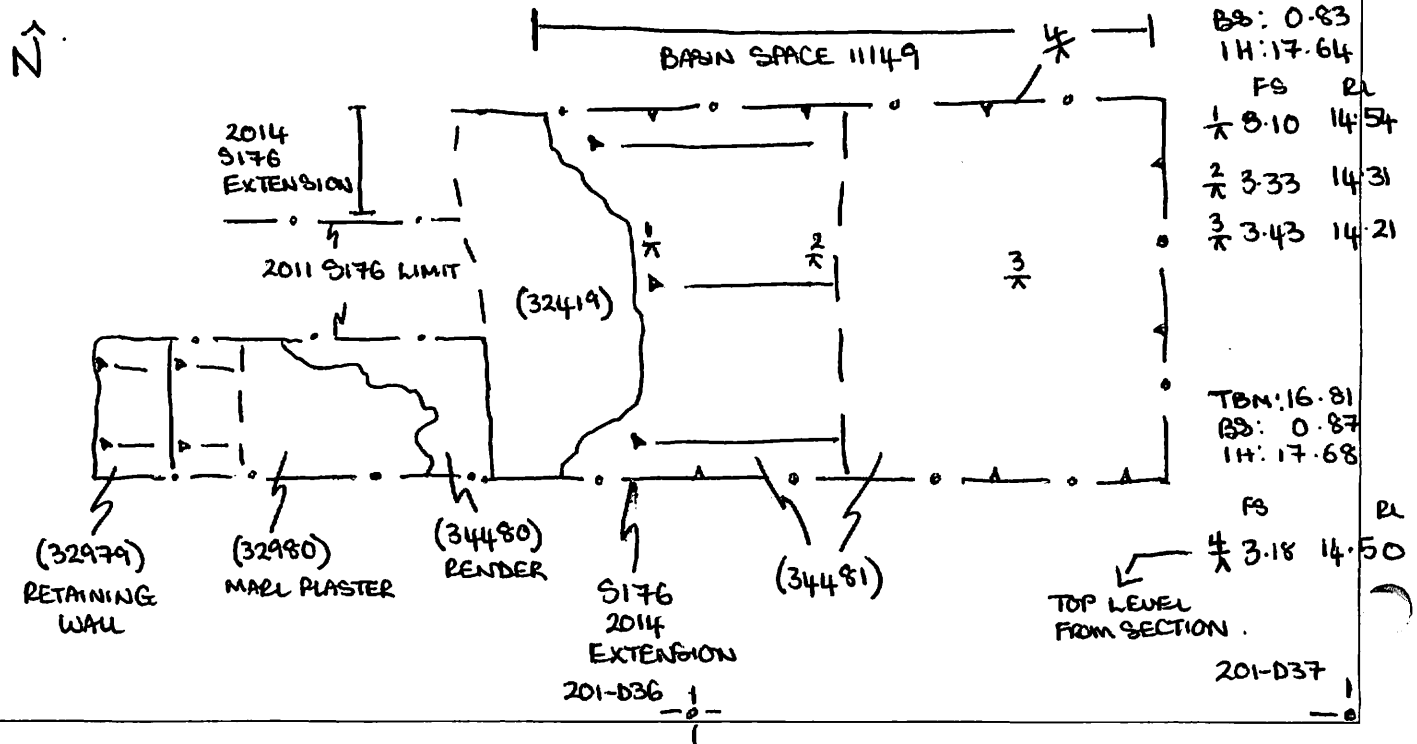 N
BASIN SPACE 11149
4
BS: 0.83
IH: 17.64
FS RL
1 3.10 14.54
2 3.33 14.31
3 3.43 14.21
2014
S176
EXTENSION
2011 S176 LIMIT
1
2
3
(32419)
TBM: 16.81
BS: 0.87
IH: 17.68
FS RL
4 3.18 14.50
TOP LEVEL
FROM SECTION.
(32979)
RETAINING
WALL
(32980)
MARL PLASTER
(34480)
RENDER
S176
2014
EXTENSION
(34481)
201-D36
201-D37